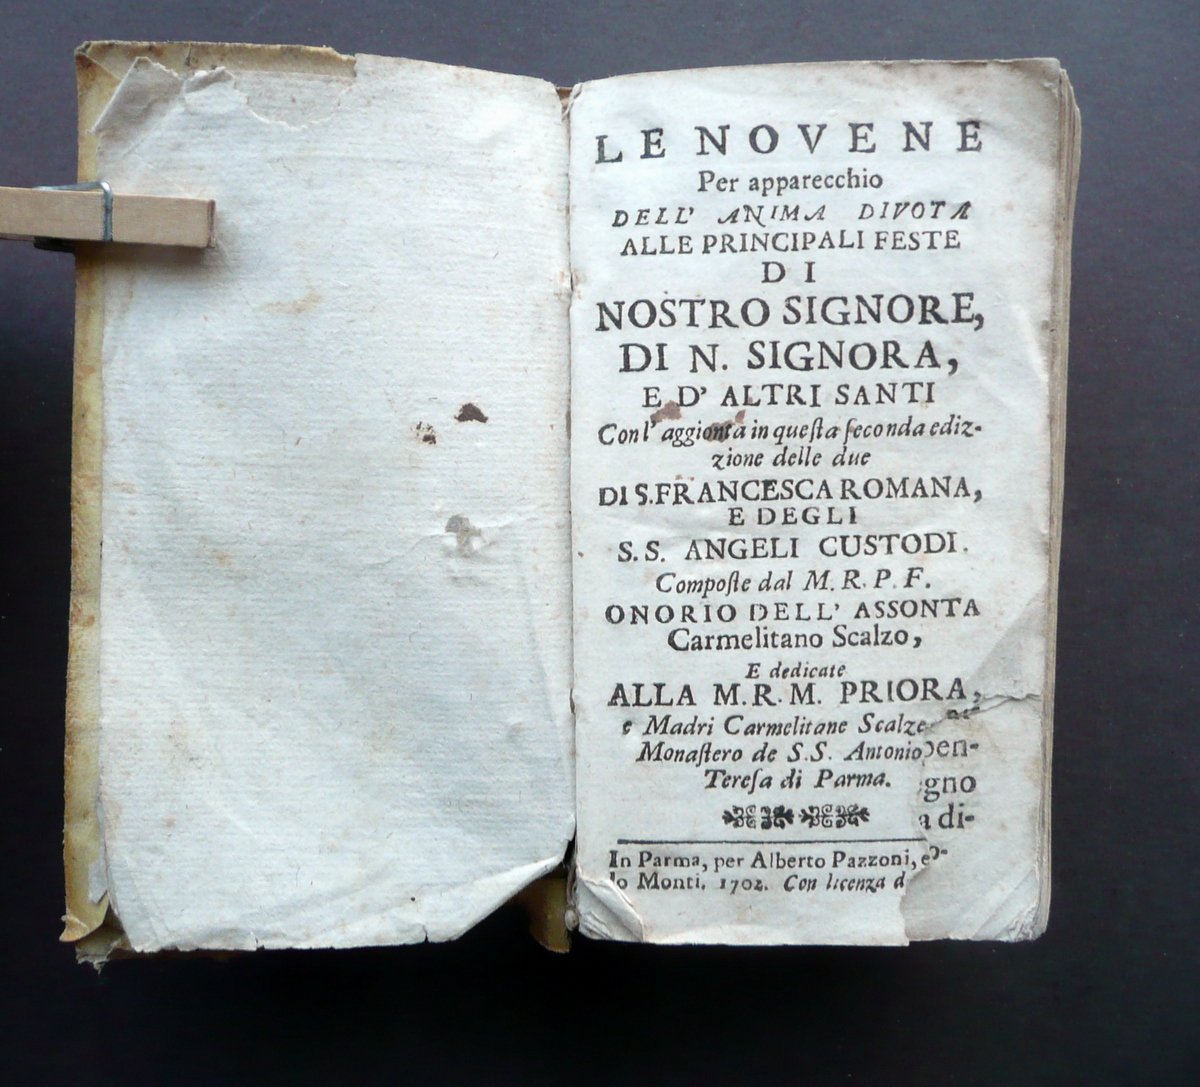 LE NOVENE
Per apparecchio
DELL' ANIMA DIVOTA
ALLE PRINCIPALI FESTE
DI
NOSTRO SIGNORE,
DI N. SIGNORA,
E D' ALTRI SANTI
Con l' aggionta in queſta ſeconda ediz-
zione delle due
DI S. FRANCESCA ROMANA,
E DEGLI
S. S. ANGELI CUSTODI.
Compoſte dal M. R. P. F.
ONORIO DELL' ASSONTA
Carmelitano Scalzo,
E dedicate
ALLA M. R. M. PRIORA,
e Madri Carmelitane Scalze
Monaſtero de S. S. Antonio
pen-
Tereſa di Parma.
gno
a di-
In Parma, per Alberto Pazzoni, e
lo Monti. 1702. Con licenza d